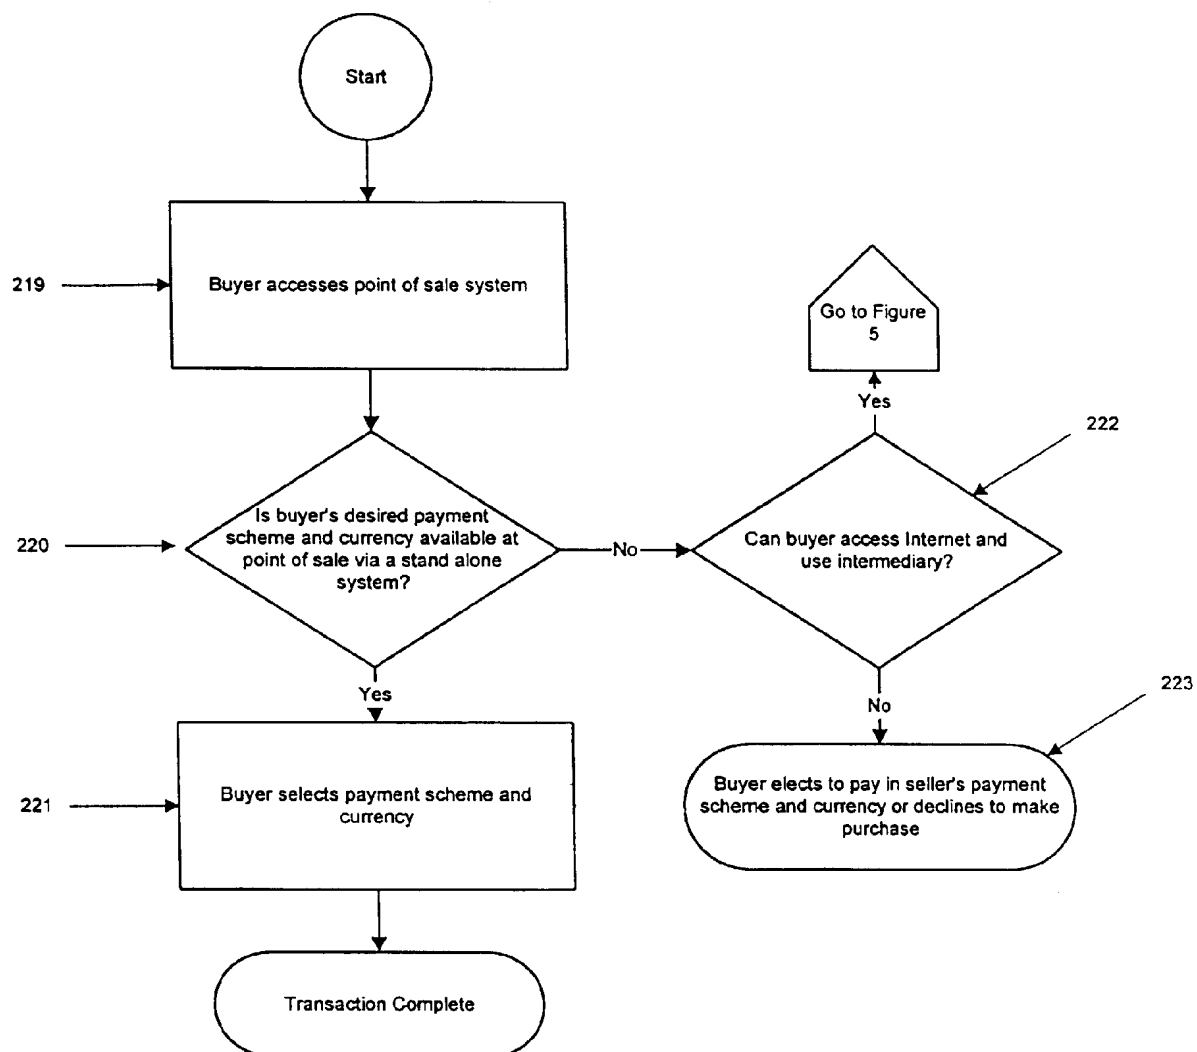 Start
219
Buyer accesses point of sale system
Go to Figure
5
Yes
222
220
Is buyer's desired payment
scheme and currency available at
point of sale via a stand alone
system?
No
Can buyer access Internet and
use intermediary?
Yes
No
223
221
Buyer selects payment scheme and
currency
Buyer elects to pay in seller's payment
scheme and currency or declines to make
purchase
Transaction Complete